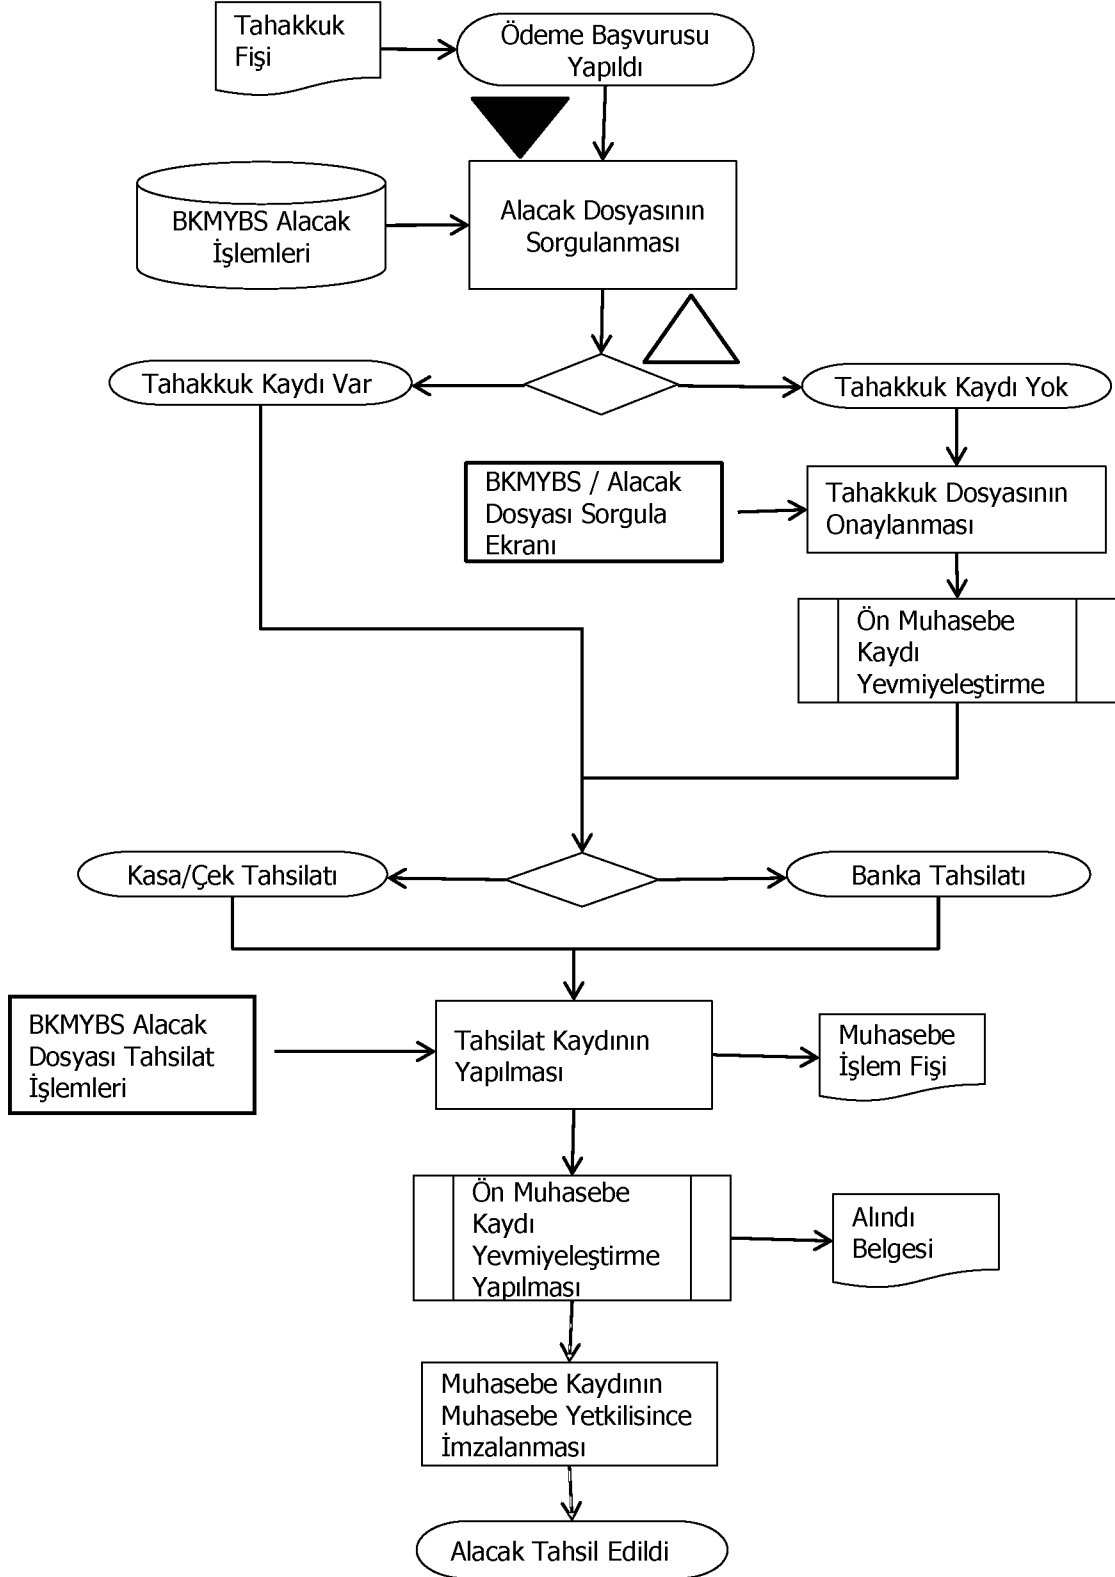 Tahakkuk
Fişi
Ödeme Başvurusu
Yapıldı
BKMYBS Alacak
İşlemleri
Alacak Dosyasının
Sorgulanması
Tahakkuk Kaydı Var
Tahakkuk Kaydı Yok
BKMYBS / Alacak
Dosyası Sorgula
Ekranı
Tahakkuk Dosyasının
Onaylanması
Ön Muhasebe
Kaydı
Yevmiyeleştirme
Kasa/Çek Tahsilatı
Banka Tahsilatı
BKMYBS Alacak
Dosyası Tahsilat
İşlemleri
Tahsilat Kaydının
Yapılması
Muhasebe
İşlem Fişi
Ön Muhasebe
Kaydı
Yevmiyeleştirme
Yapılması
Alındı
Belgesi
Muhasebe Kaydının
Muhasebe Yetkilisince
İmzalanması
Alacak Tahsil Edildi